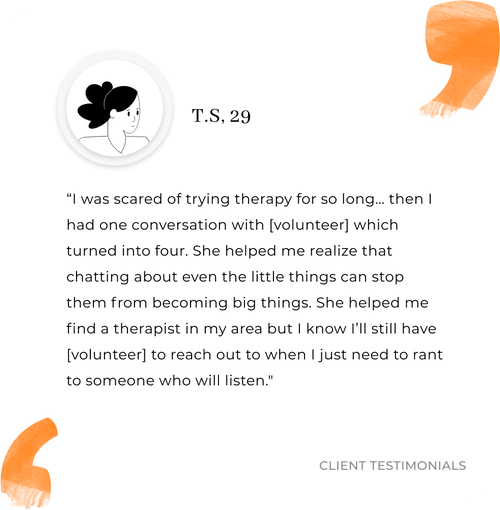 T.S, 29
“I was scared of trying therapy for so long... then I
had one conversation with [volunteer] which
turned into four. She helped me realize that
chatting about even the little things can stop
them from becoming big things. She helped me
find a therapist in my area but I know I’ll still have
[volunteer] to reach out to when I just need to rant
to someone who will listen."
CLIENT TESTIMONIALS